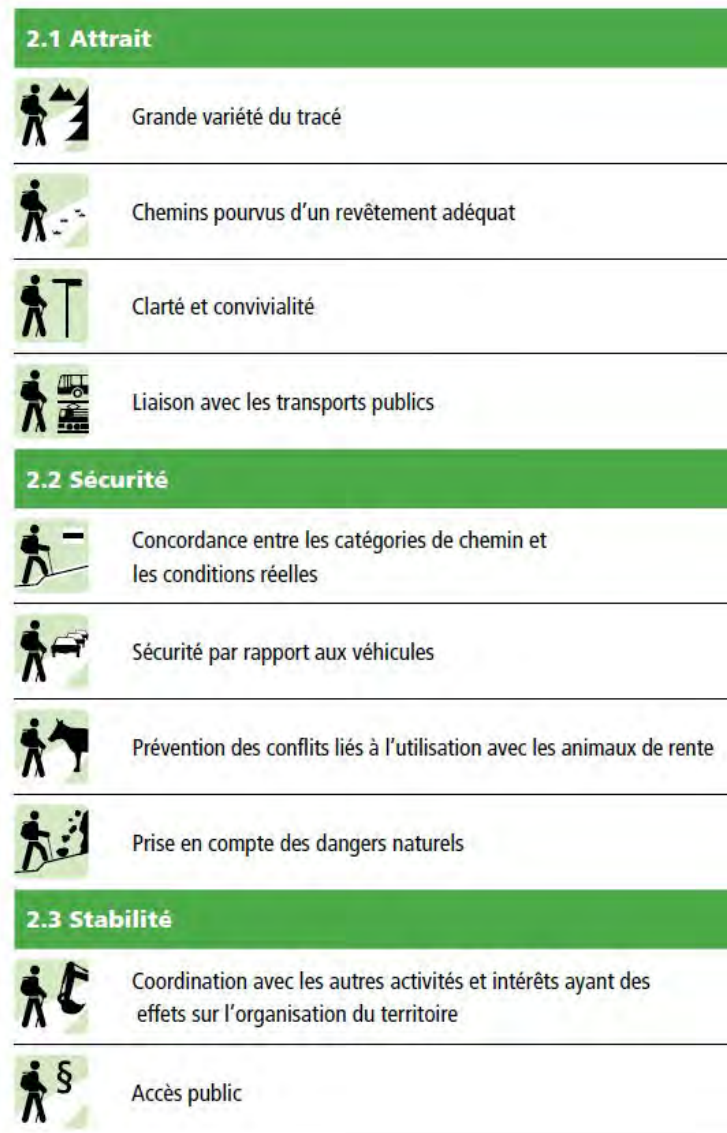 2.1 Attrait
Grande variété du tracé
Chemins pourvus d'un revêtement adéquat
Clarté et convivialité
Liaison avec les transports publics
2.2 Sécurité
Concordance entre les catégories de chemin et
les conditions réelles
Sécurité par rapport aux véhicules
Prévention des conflits liés à l'utilisation avec les animaux de rente
Prise en compte des dangers naturels
2.3 Stabilité
Coordination avec les autres activités et intérêts ayant des
effets sur l'organisation du territoire
§
Accès public